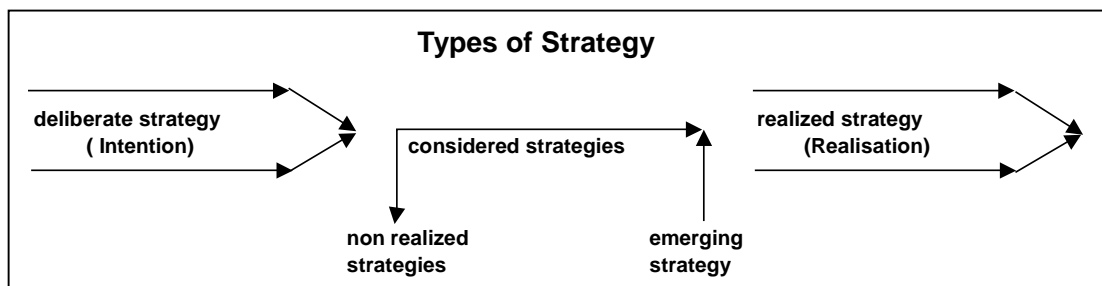 Types of Strategy
deliberate strategy
( Intention)
considered strategies
realized strategy
(Realisation)
non realized
strategies
emerging
strategy